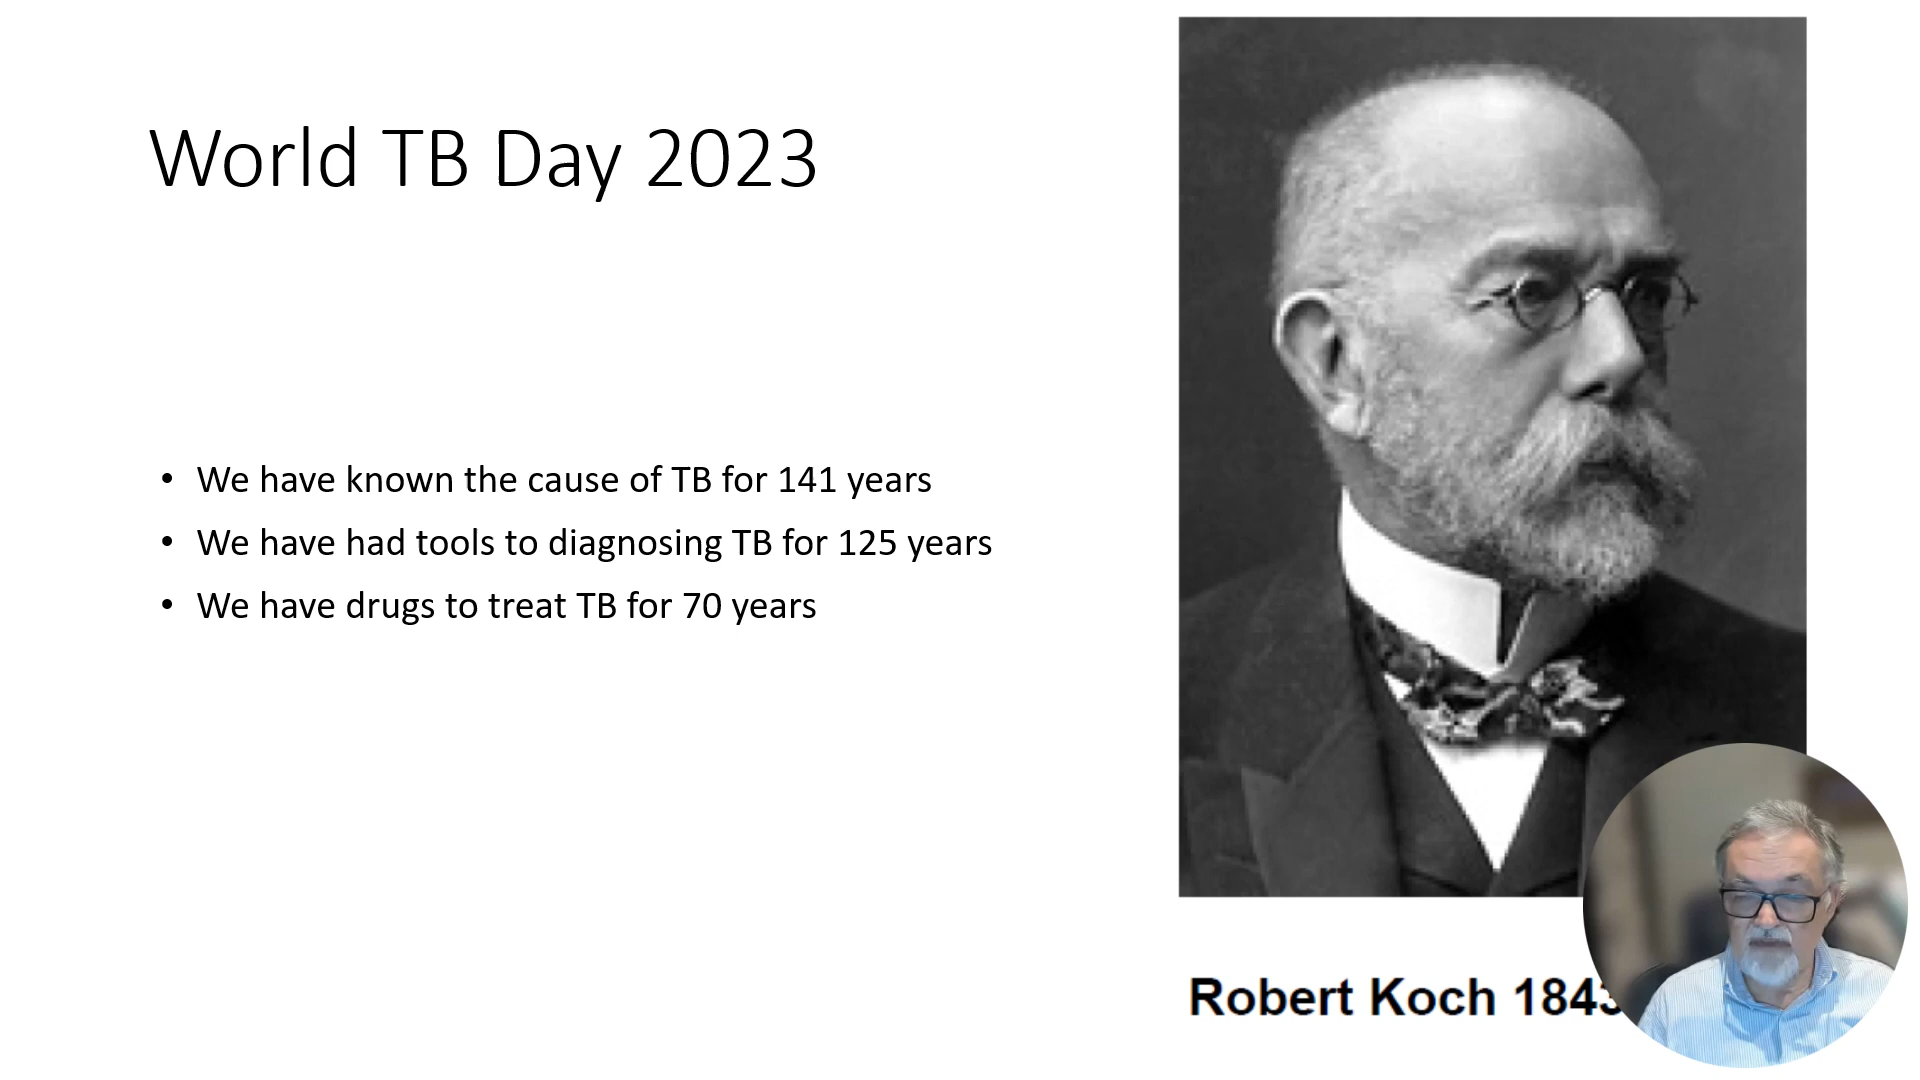 World TB Day 2023
• We have known the cause of TB for 141 years
• We have had tools to diagnosing TB for 125 years
• We have drugs to treat TB for 70 years
Robert Koch 1843